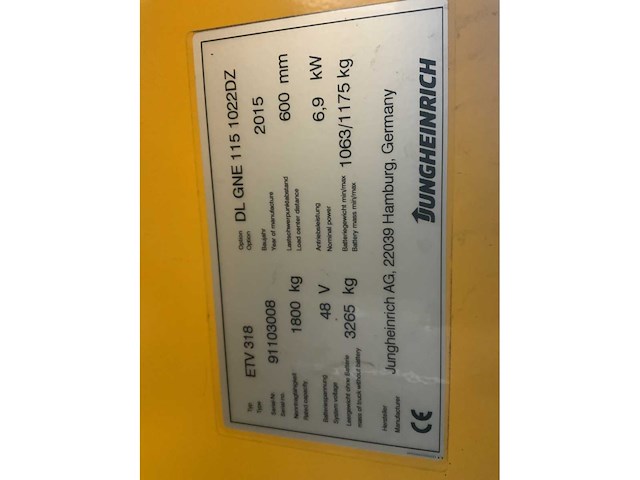 Typ ETV 318 Option DL GNE 115 1022DZ
Type Option
Serial-Nr. 91103008 Baujahr 2015
Serial no. Year of manufacture
Nenntragfähigkeit 1800 kg Lastschwerpunktabstand 600 mm
Rated capacity Load center distance
Batteriespannung 48 V Antriebsleistung 6,9 kW
System voltage Nominal power
Leergewicht ohne Batterie 3265 kg Batteriegewicht min/max 1063/1175 kg
mass of truck without battery Battery mass min/max
Hersteller Jungheinrich AG, 22039 Hamburg, Germany
Manufacturer
CE JUNGHEINRICH